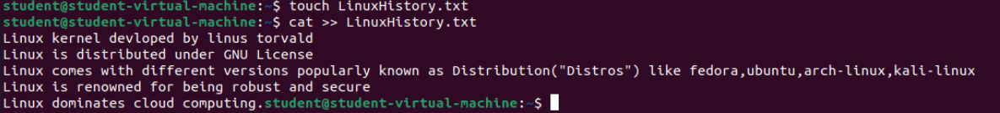 student@student-virtual-machine:~$ touch LinuxHistory.txt
student@student-virtual-machine:~$ cat >> LinuxHistory.txt
Linux kernel devloped by linus torvald
Linux is distributed under GNU License
Linux comes with different versions popularly known as Distribution("Distros") like fedora,ubuntu,arch-linux,kali-linux
Linux is renowned for being robust and secure
Linux dominates cloud computing.student@student-virtual-machine:~$